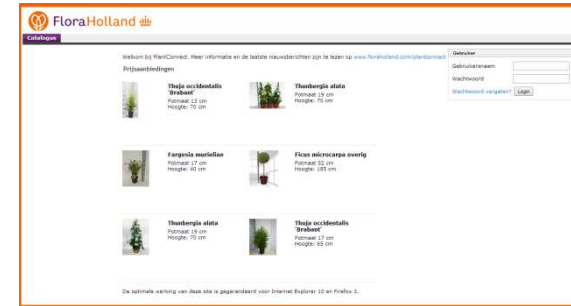 FloraHolland
Catalogus
Welkom bij PlantConnect. Meer informatie en de laatste nieuwsberichten zijn te lezen op www.floraholland.com/plantconnect
Prijsaanbiedingen
Thuja occidentalis
'Brabant'
Potmaat 13 cm
Hoogte: 70 cm
Thunbergia alata
Potmaat 19 cm
Hoogte: 70 cm
Fargesia murieliae
Potmaat 17 cm
Hoogte: 40 cm
Ficus microcarpa overig
Potmaat 32 cm
Hoogte: 185 cm
Thunbergia alata
Potmaat 19 cm
Hoogte: 70 cm
Thuja occidentalis
'Brabant'
Potmaat 17 cm
Hoogte: 65 cm
De optimale werking van deze site is gegarandeerd voor Internet Explorer 10 en Firefox 3.
Gebruiker
Gebruikersnaam
Wachtwoord
Wachtwoord vergeten? Login